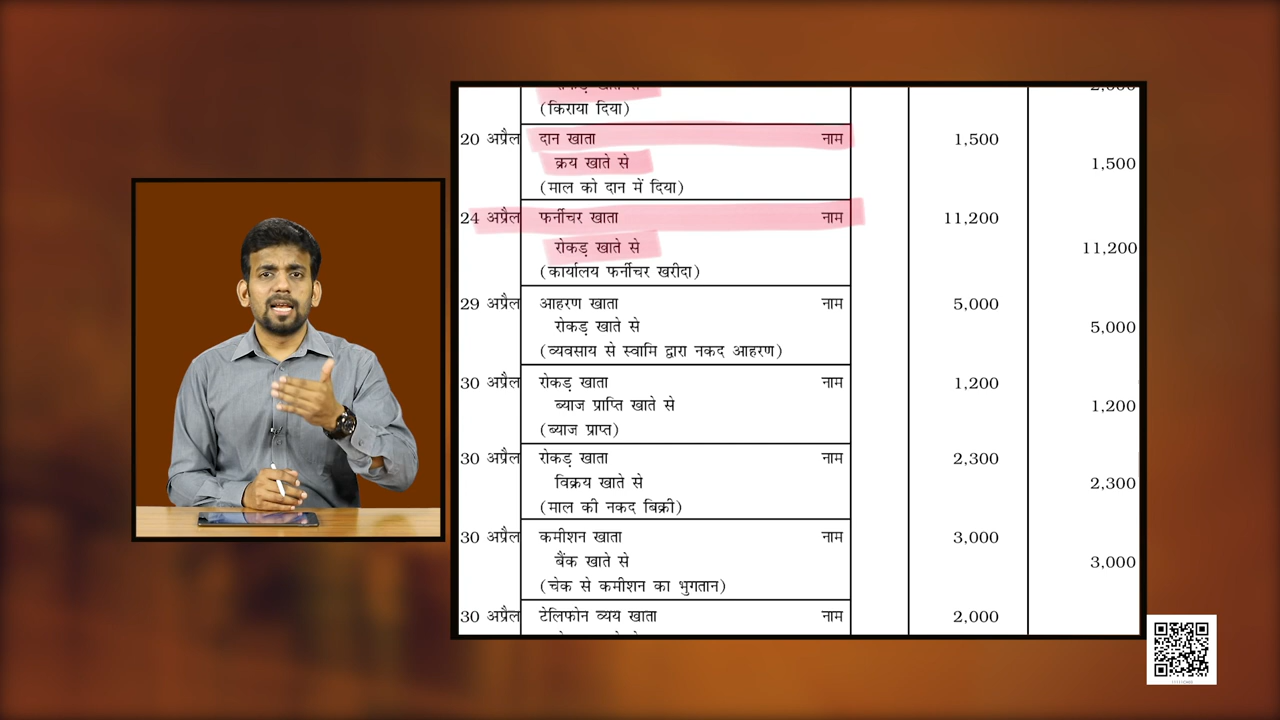 2,000
(किराया दिया)
20 अप्रैल दान खाता नाम 1,500
क्रय खाते से 1,500
(माल को दान में दिया)
24 अप्रैल फर्नीचर खाता नाम 11,200
रोकड़ खाते से 11,200
(कार्यालय फर्नीचर खरीदा)
29 अप्रैल आहरण खाता नाम 5,000
रोकड़ खाते से 5,000
(व्यवसाय से स्वामि द्वारा नकद आहरण)
30 अप्रैल रोकड़ खाता नाम 1,200
ब्याज प्राप्ति खाते से 1,200
(ब्याज प्राप्त)
30 अप्रैल रोकड़ खाता नाम 2,300
विक्रय खाते से 2,300
(माल की नकद बिक्री)
30 अप्रैल कमीशन खाता नाम 3,000
बैंक खाते से 3,000
(चेक से कमीशन का भुगतान)
30 अप्रैल टेलिफोन व्यय खाता नाम 2,000